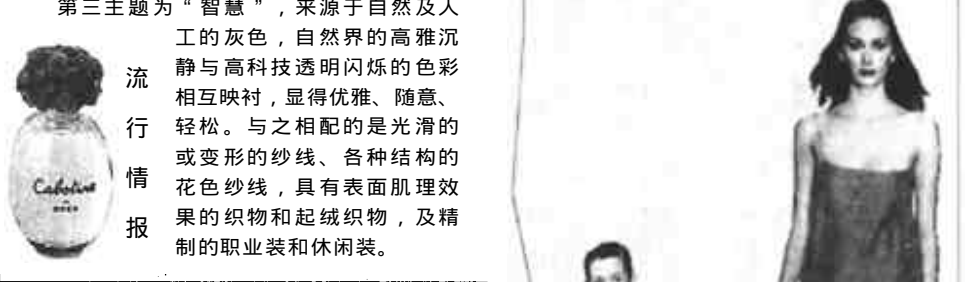 第三主题为“智慧”，来源于自然及人
工的灰色，自然界的高雅沉
静与高科技透明闪烁的色彩
相互映衬，显得优雅、随意、
轻松。与之相配的是光滑的
或变形的纱线、各种结构的
花色纱线，具有表面肌理效
果的织物和起绒织物，及精
制的职业装和休闲装。
流行情报
Cabotine